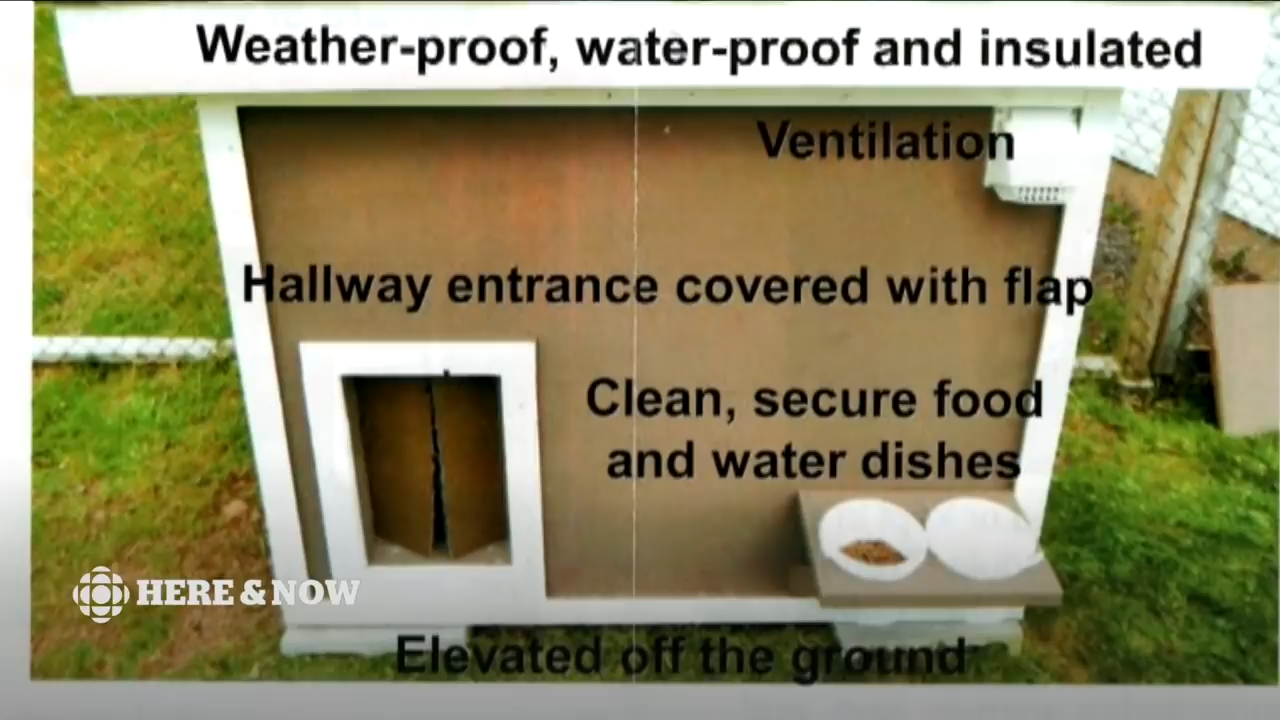 Weather-proof, water-proof and insulated
Ventilation
Hallway entrance covered with flap
Clean, secure food
and water dishes
HERE & NOW
Elevated off the ground